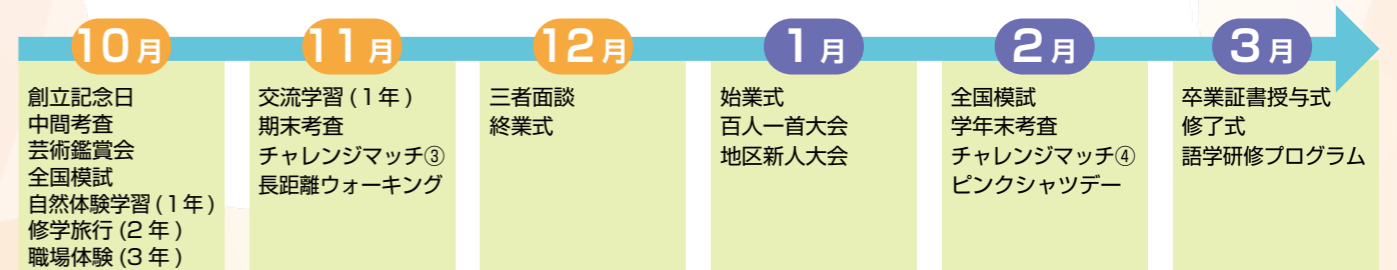 10月
創立記念日
中間考査
芸術鑑賞会
全国模試
自然体験学習(1年)
修学旅行(2年)
職場体験(3年)
11月
交流学習(1年)
期末考査
チャレンジマッチ③
長距離ウォーキング
12月
三者面談
終業式
1月
始業式
百人一首大会
地区新人大会
2月
全国模試
学年末考査
チャレンジマッチ④
ピンクシャツデー
3月
卒業証書授与式
修了式
語学研修プログラム